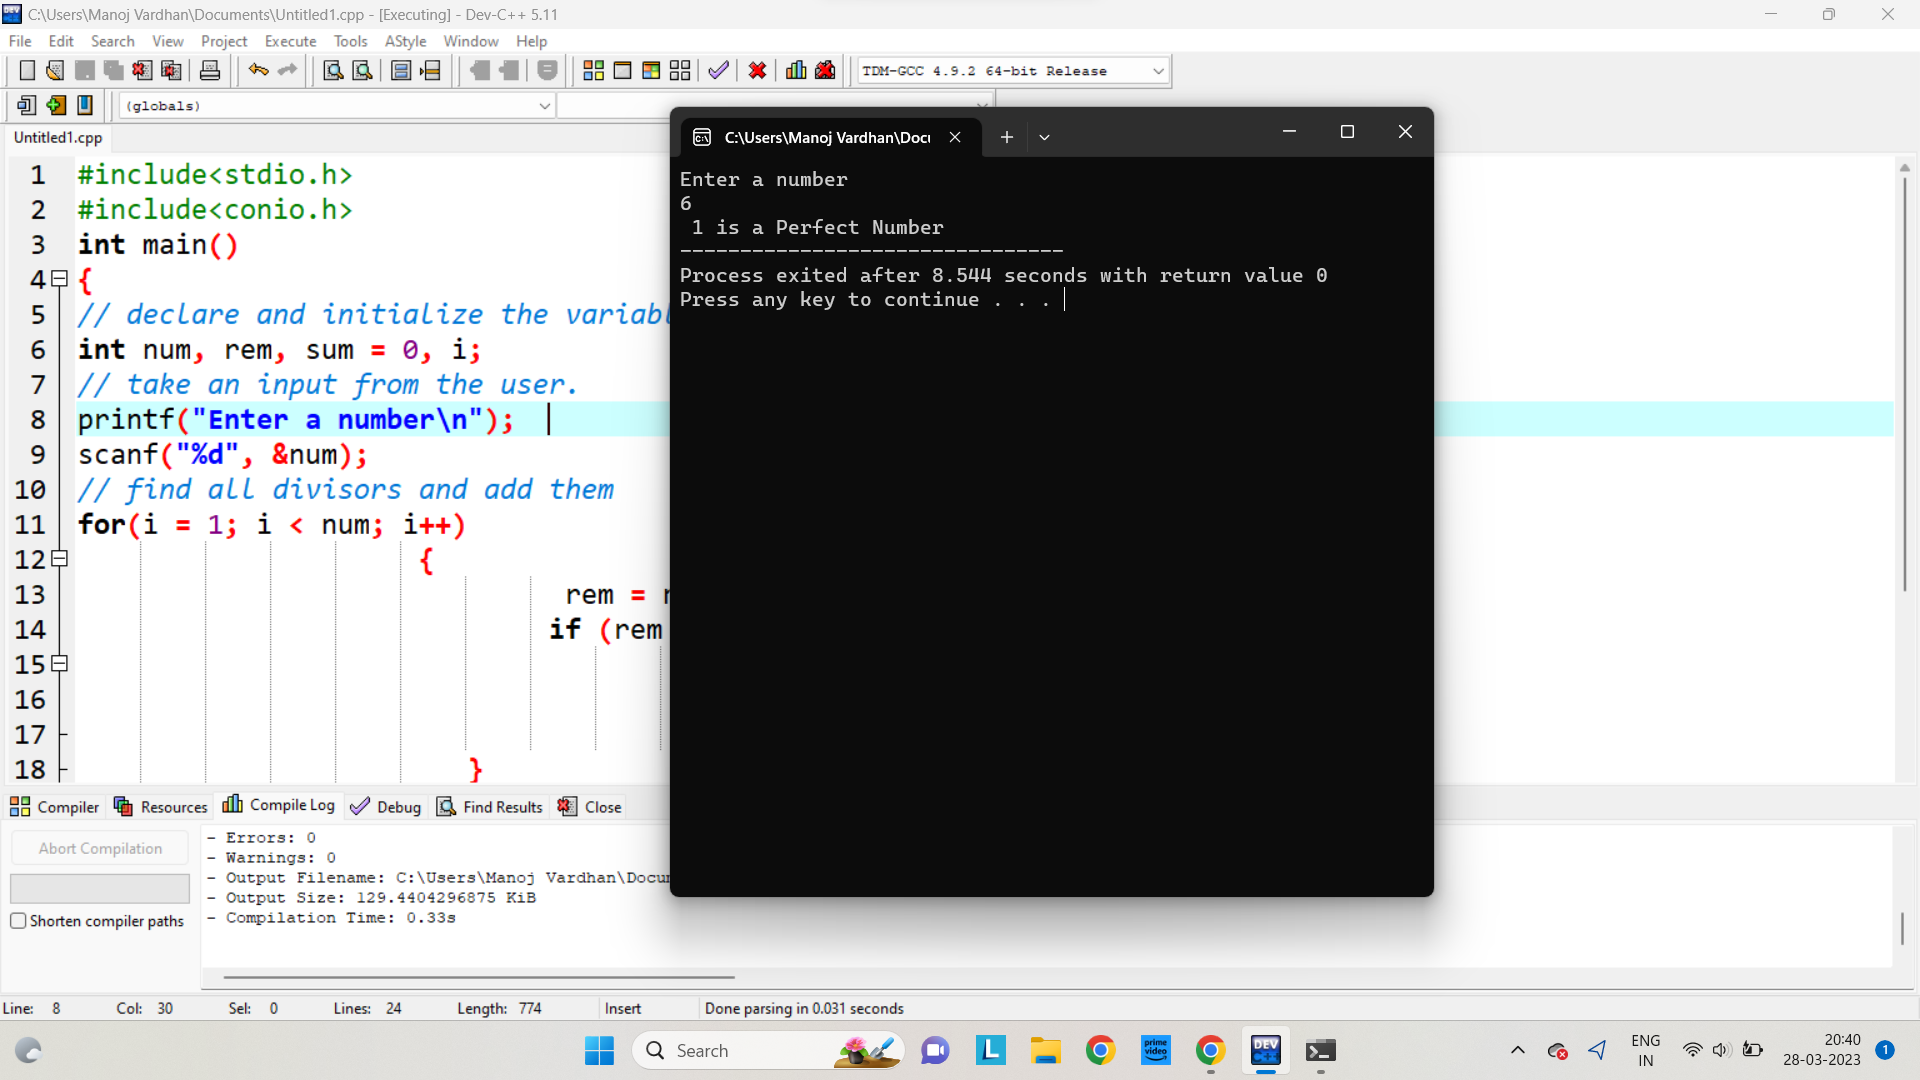 C:\Users\Manoj Vardhan\Documents\Untitled1.cpp - [Executing] - Dev-C++ 5.11
File Edit Search View Project Execute Tools AStyle Window Help
TDM-GCC 4.9.2 64-bit Release
(globals)
Untitled1.cpp
1 #include<stdio.h>
2 #include<conio.h>
3 int main()
4 {
5 // declare and initialize the
6 int num, rem, sum = 0, i;
7 // take an input from the user.
8 printf("Enter a number\n");
9 scanf("%d", &num);
10 // find all divisors and add them
11 for(i = 1; i < num; i++)
12 {
13 rem =
14 if (rem
15
16
17
18 }
C:\Users\Manoj Vardhan\Docu
Enter a number
6
1 is a Perfect Number
--------------------------------
Process exited after 8.544 seconds with return value 0
Press any key to continue . . .
Compiler Resources Compile Log Debug Find Results Close
Abort Compilation
Shorten compiler paths
- Errors: 0
- Warnings: 0
- Output Filename: C:\Users\Manoj Vardhan\Docu
- Output Size: 129.4404296875 KiB
- Compilation Time: 0.33s
Line: 8 Col: 30 Sel: 0 Lines: 24 Length: 774 Insert Done parsing in 0.031 seconds
Search
L
prime video
DEV C++
ENG
IN
20:40
28-03-2023
1